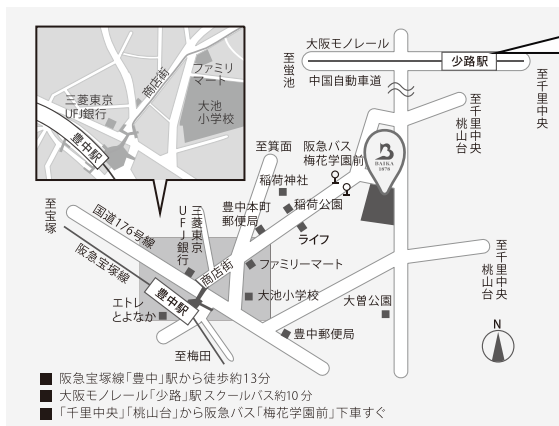 大阪モノレール
少路駅
至蛍池
中国自動車道
至千里中央
ファミリ
マート
商店街
三菱東京
UFJ銀行
大池
小学校
豊中駅
至千里中央
桃山台
至箕面
阪急バス
梅花学園前
BAIKA
1878
稲荷神社
稲荷公園
豊中本町
郵便局
ライフ
至宝塚
国道176号線
三菱東京
UFJ銀行
商店街
ファミリーマート
阪急宝塚線
大池小学校
大曽公園
至千里中央
桃山台
豊中駅
エトレ
とよなか
豊中郵便局
至梅田
N
阪急宝塚線「豊中」駅から徒歩約13分
大阪モノレール「少路」駅スクールバス約10分
「千里中央」「桃山台」から阪急バス「梅花学園前」下車すぐ